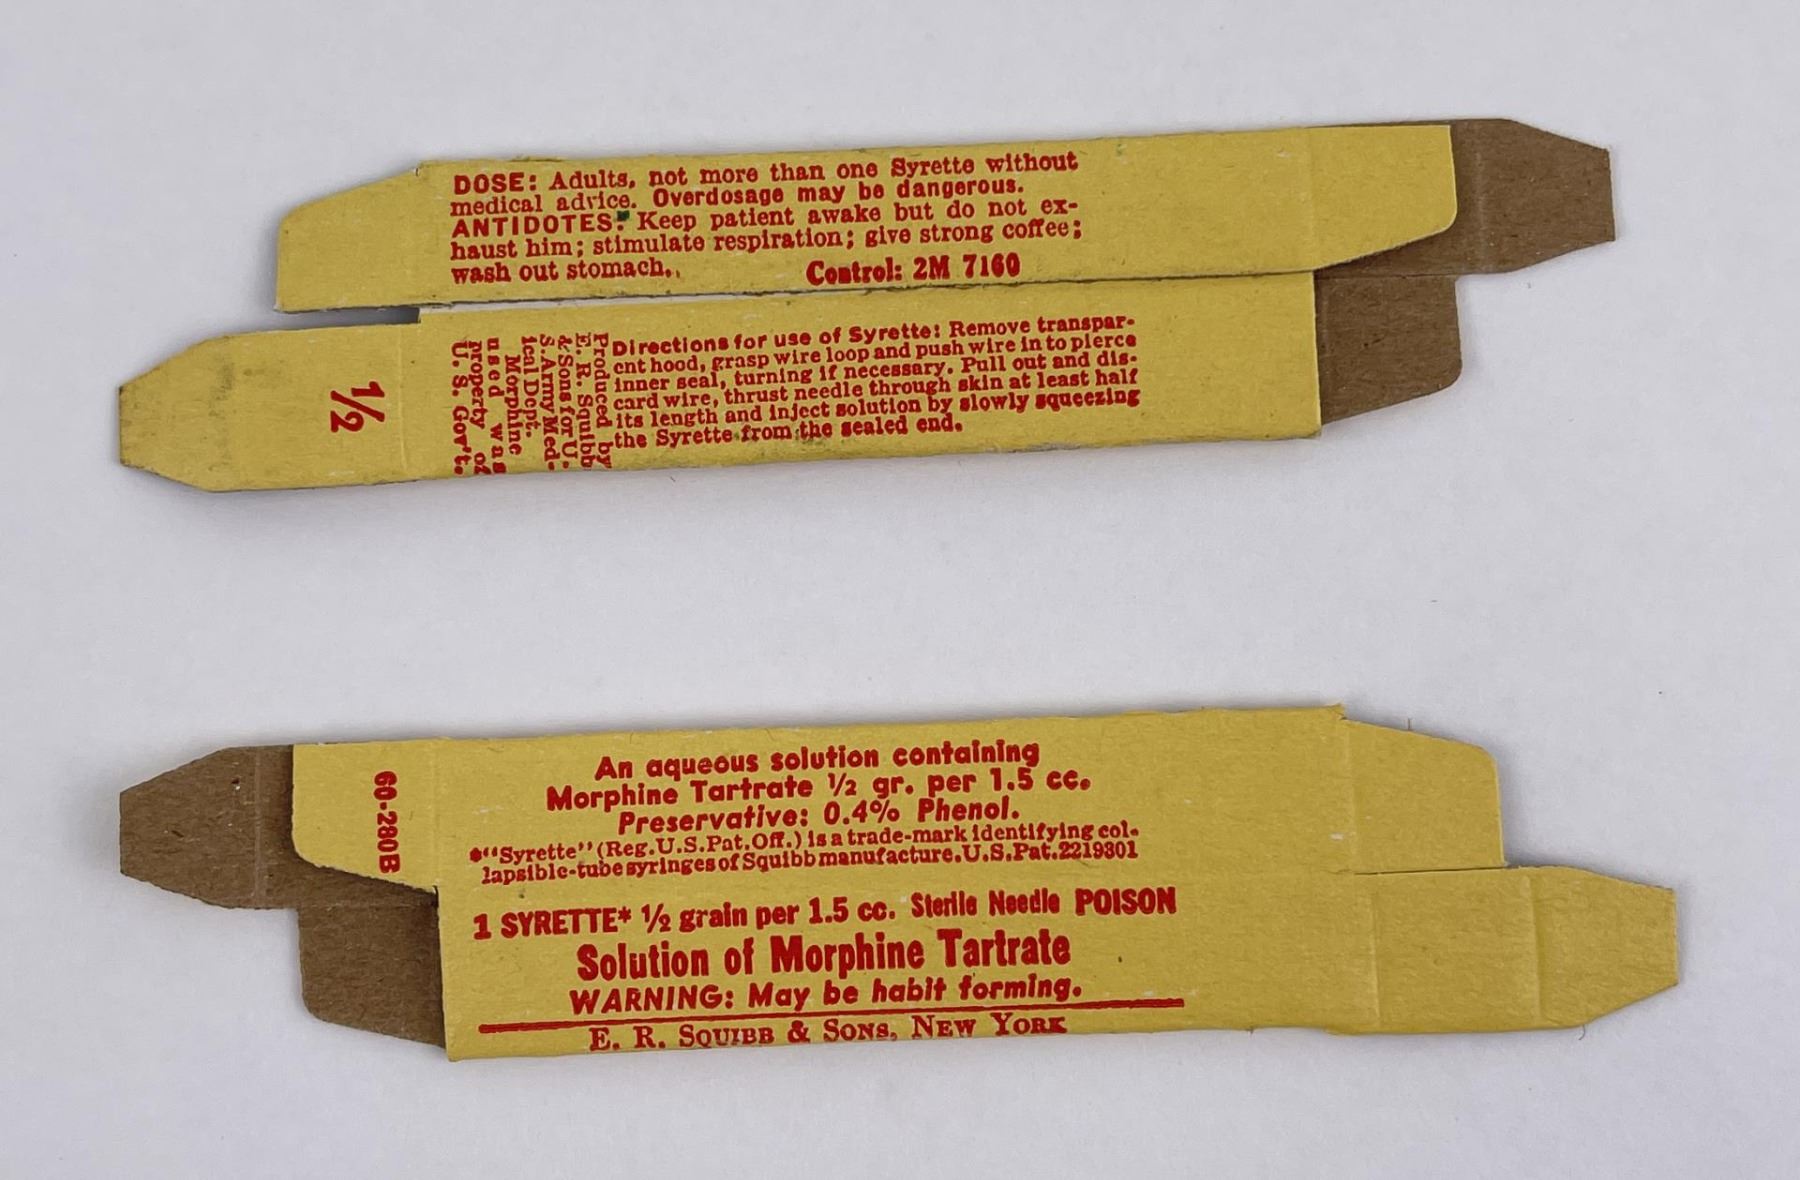 DOSE: Adults, not more than one Syrette without
medical advice. Overdosage may be dangerous.
ANTIDOTES: Keep patient awake but do not ex-
haust him; stimulate respiration; give strong coffee;
wash out stomach.
Control: 2M 7160
1/2
Produced by
E. R. Squibb
& Sons for U.
S. Army Med-
ical Dept.
Morphine
used was
property of
U. S. Gov't.
Directions for use of Syrette: Remove transpar-
ent hood, grasp wire loop and push wire in to pierce
inner seal, turning if necessary. Pull out and dis-
card wire, thrust needle through skin at least half
its length and inject solution by slowly squeezing
the Syrette from the sealed end.
60-280B
An aqueous solution containing
Morphine Tartrate 1/2 gr. per 1.5 cc.
Preservative: 0.4% Phenol.
*"Syrette" (Reg. U.S. Pat. Off.) is a trade-mark identifying col-
lapsible-tube syringes of Squibb manufacture. U.S. Pat. 2219301
1 SYRETTE* 1/2 grain per 1.5 cc. Sterile Needle POISON
Solution of Morphine Tartrate
WARNING: May be habit forming.
E. R. SQUIBB & SONS, NEW YORK